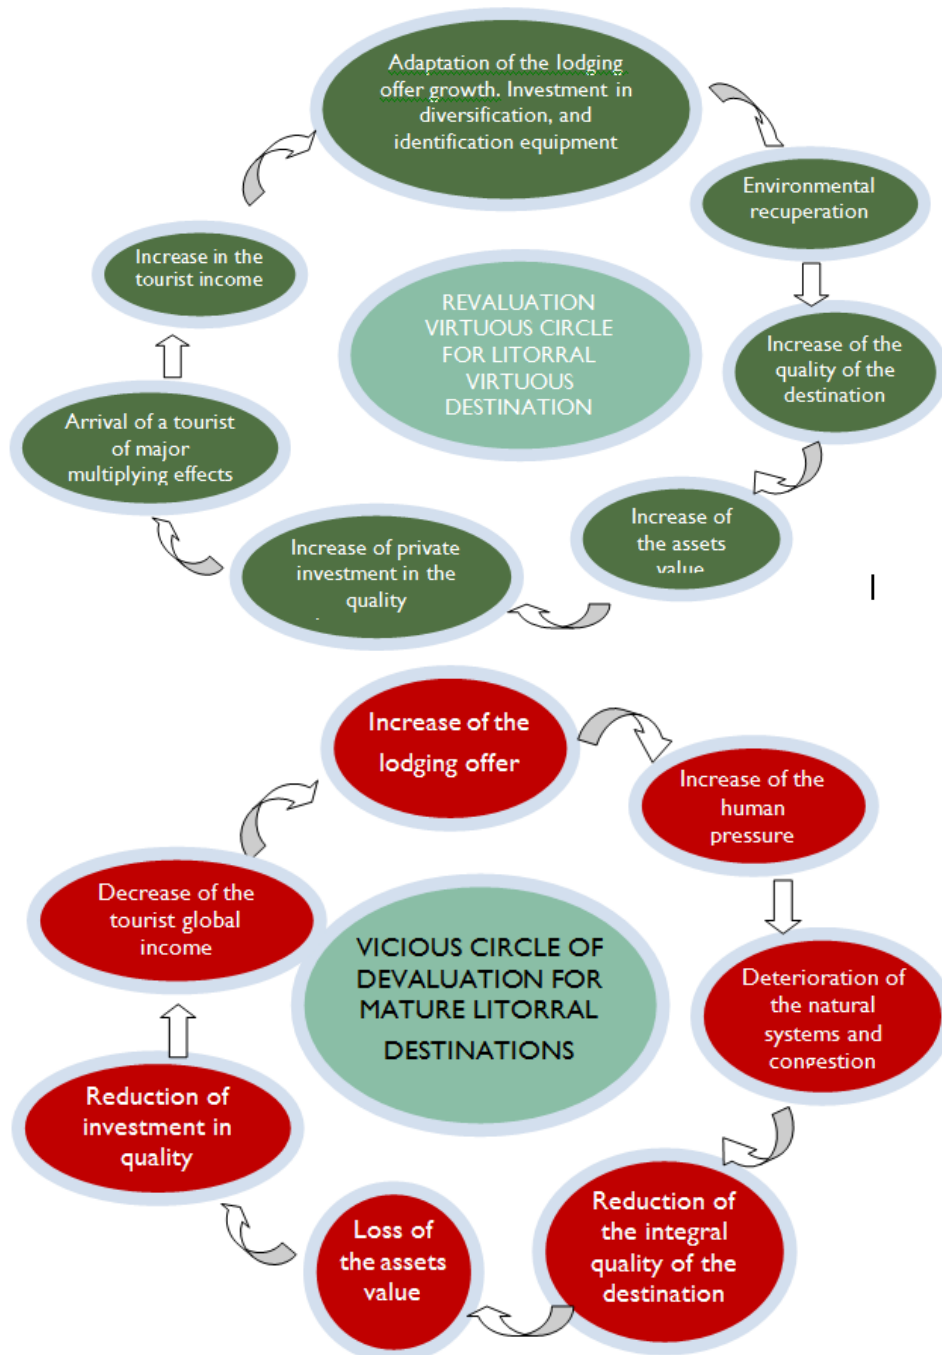 Adaptation of the lodging
offer growth. Investment in
diversification, and
identification equipment
Environmental
recuperation
Increase in the
tourist income
REVALUATION
VIRTUOUS CIRCLE
FOR LITORRAL
VIRTUOUS
DESTINATION
Increase of the
quality of the
destination
Arrival of a tourist
of major
multiplying effects
Increase of
the assets
value
Increase of private
investment in the
quality
Increase of the
lodging offer
Increase of the
human
pressure
Decrease of the
tourist global
income
VICIOUS CIRCLE OF
DEVALUATION FOR
MATURE LITORRAL
DESTINATIONS
Deterioration of
the natural
systems and
congestion
Reduction of
investment in
quality
Reduction of
the integral
quality of the
destination
Loss of
the assets
value